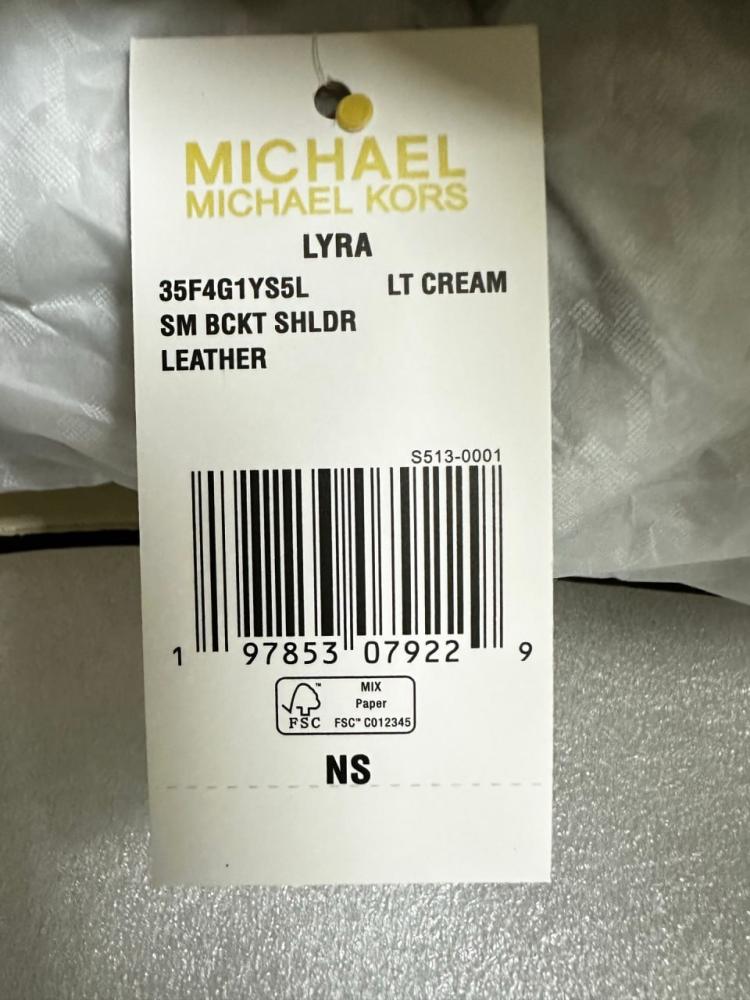 MICHAEL
MICHAEL KORS
LYRA
35F4G1YS5L LT CREAM
SM BCKT SHLDR
LEATHER
S513-0001
1 97853 07922 9
FSC™
MIX
Paper
FSC™ C012345
NS